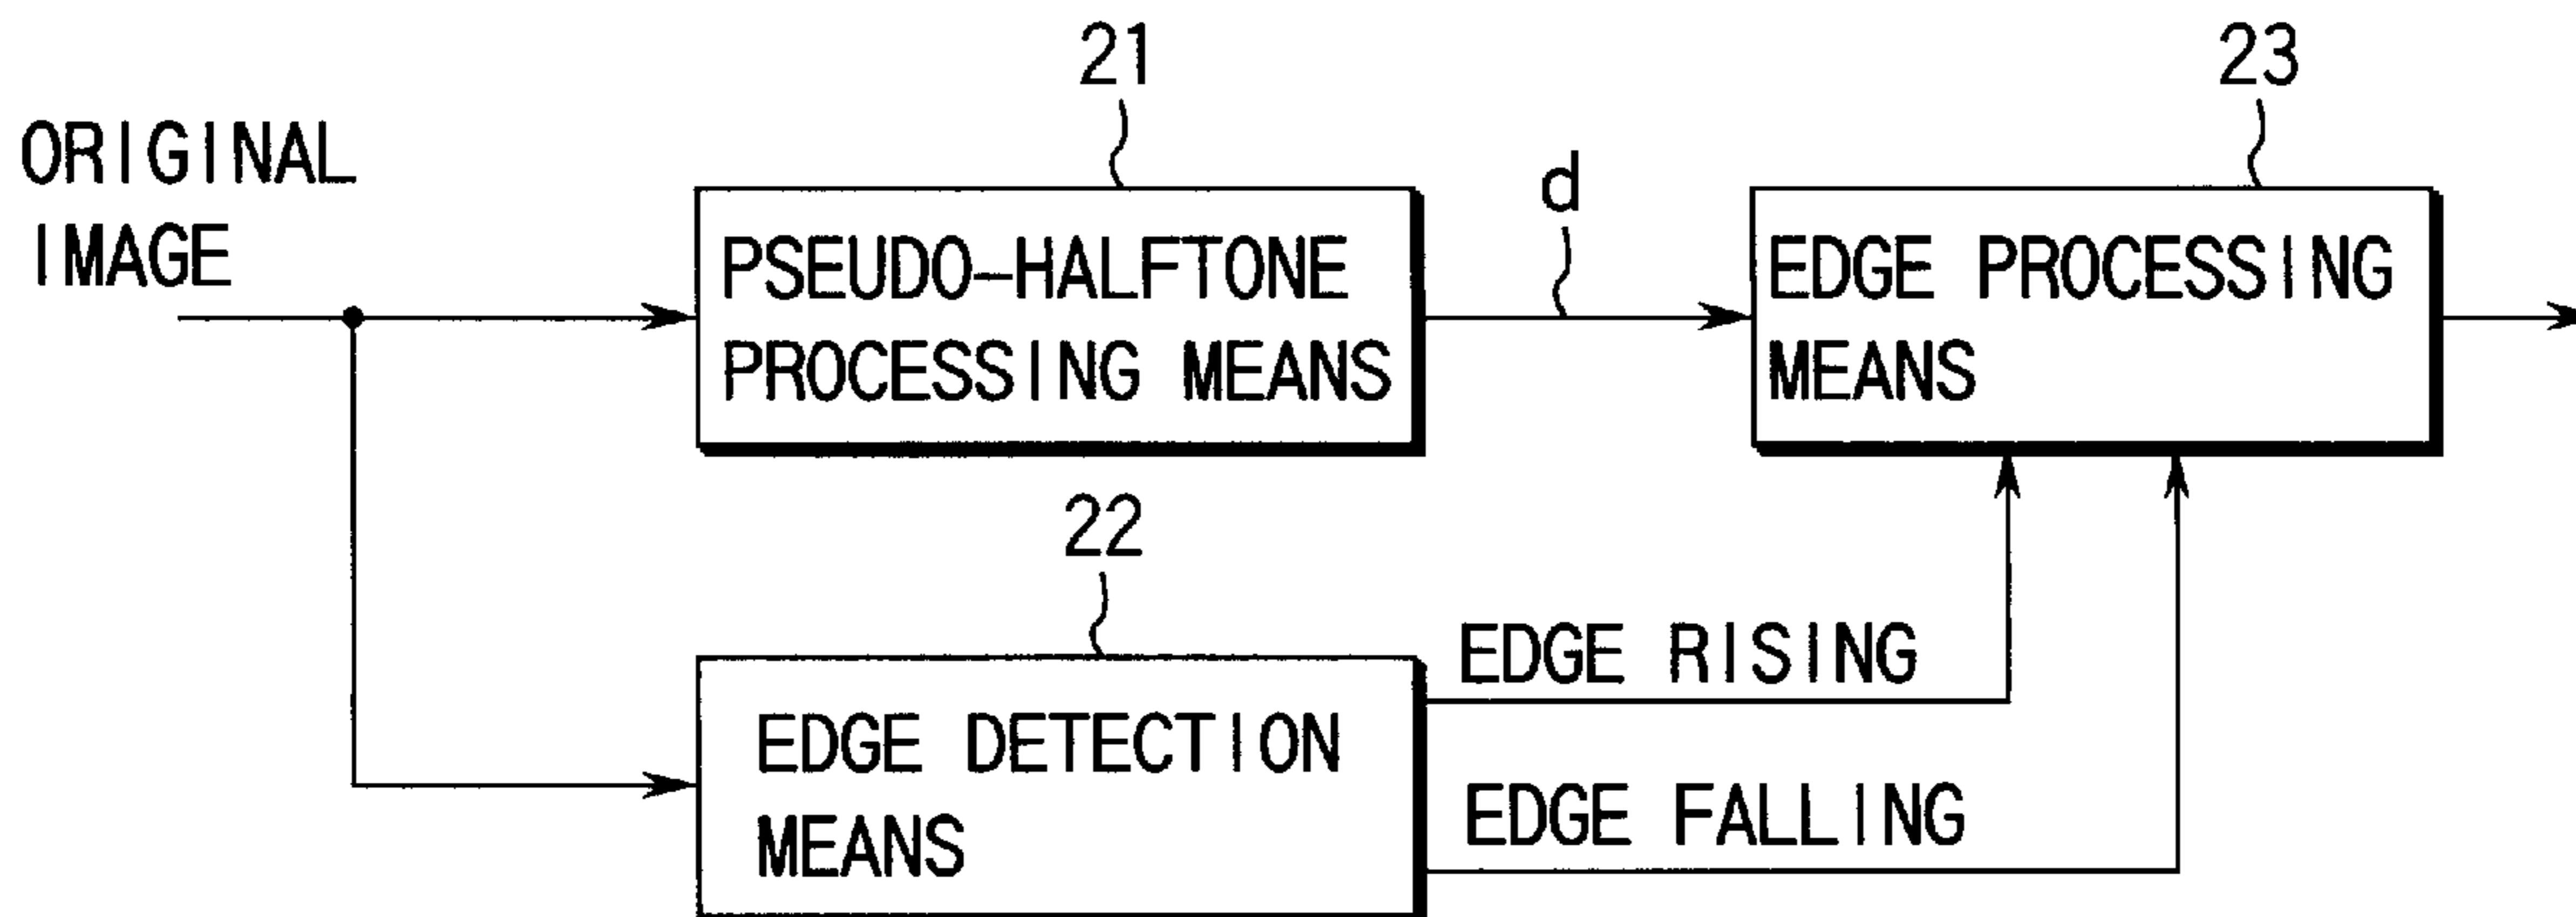 21
23
ORIGINAL
IMAGE
d
PSEUDO-HALFTONE
PROCESSING MEANS
EDGE PROCESSING
MEANS
22
EDGE RISING
EDGE DETECTION
MEANS
EDGE FALLING